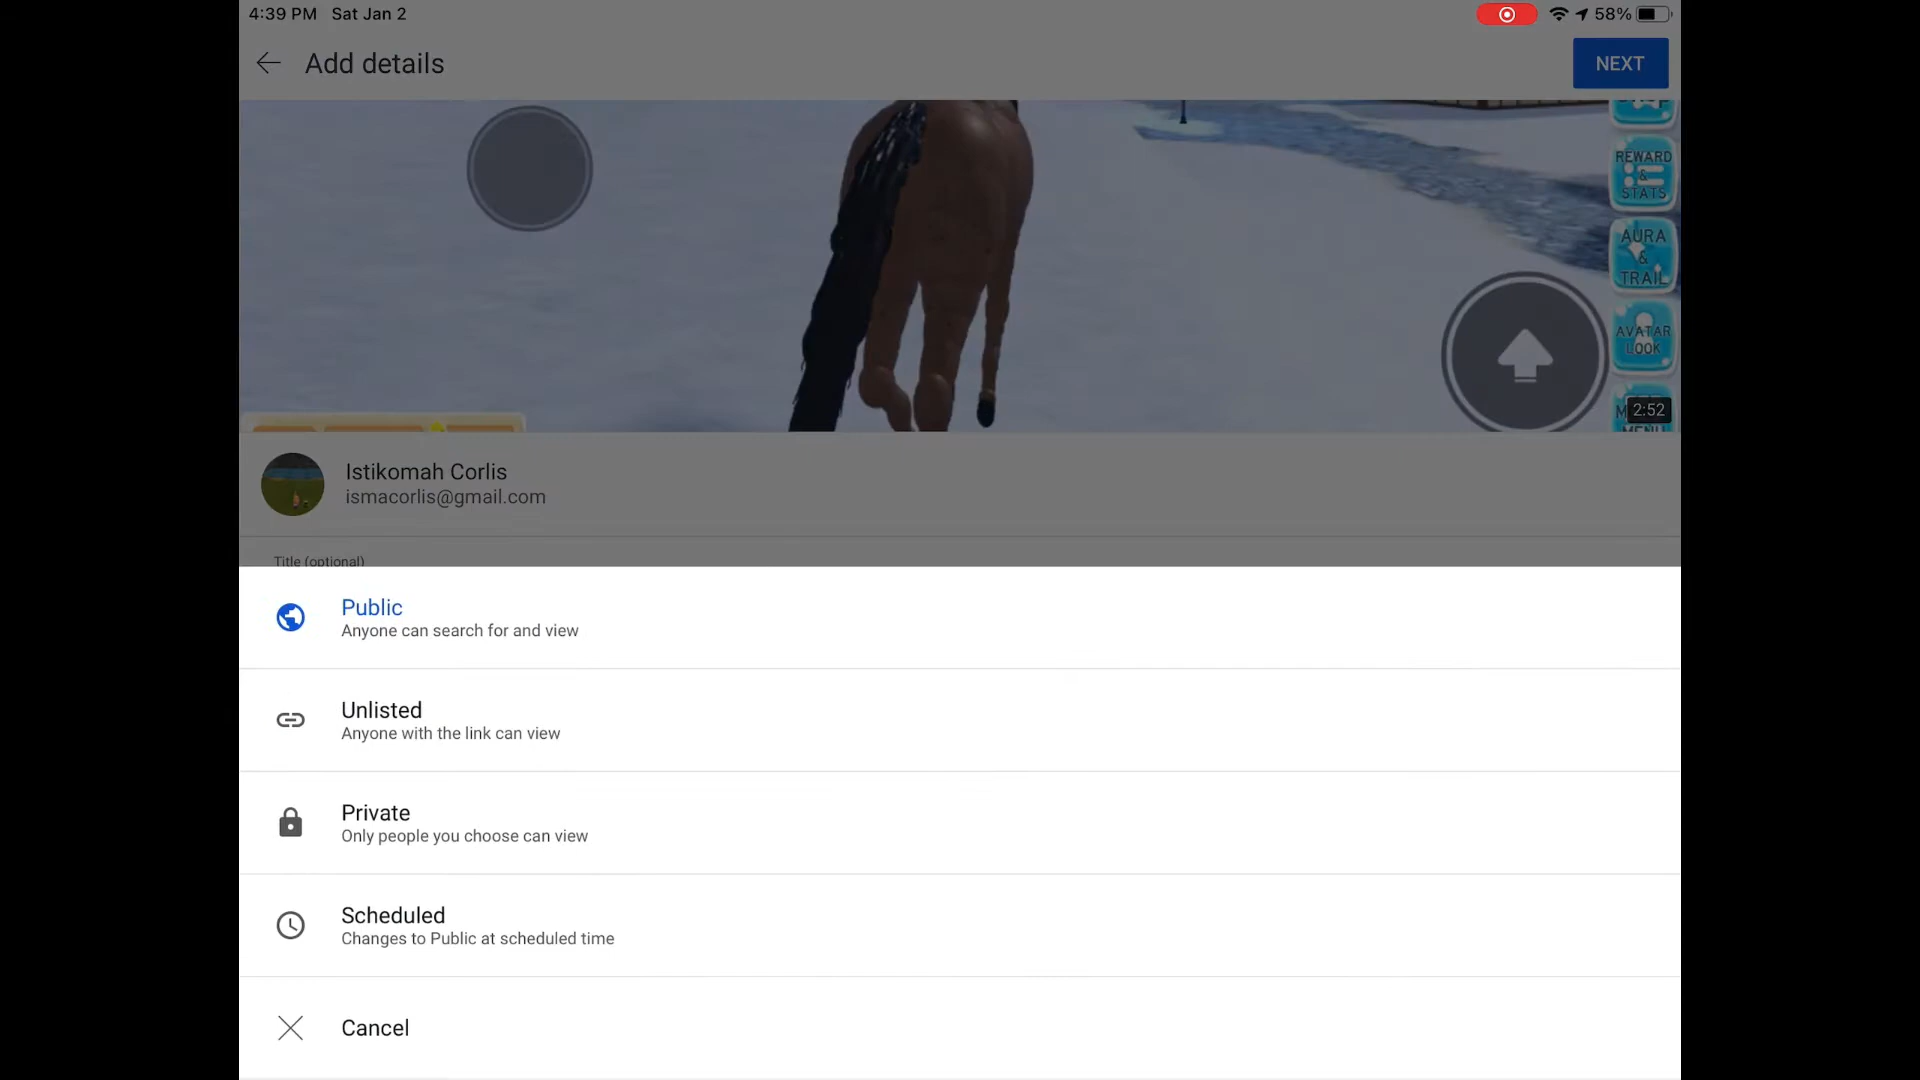 4:39 PM Sat Jan 2
58%
Add details
NEXT
REWARD
&
STATS
AURA
&
TRAIL
AVATAR
LOOK
2:52
MENU
Istikomah Corlis
ismacorlis@gmail.com
Title (optional)
Public
Anyone can search for and view
Unlisted
Anyone with the link can view
Private
Only people you choose can view
Scheduled
Changes to Public at scheduled time
Cancel